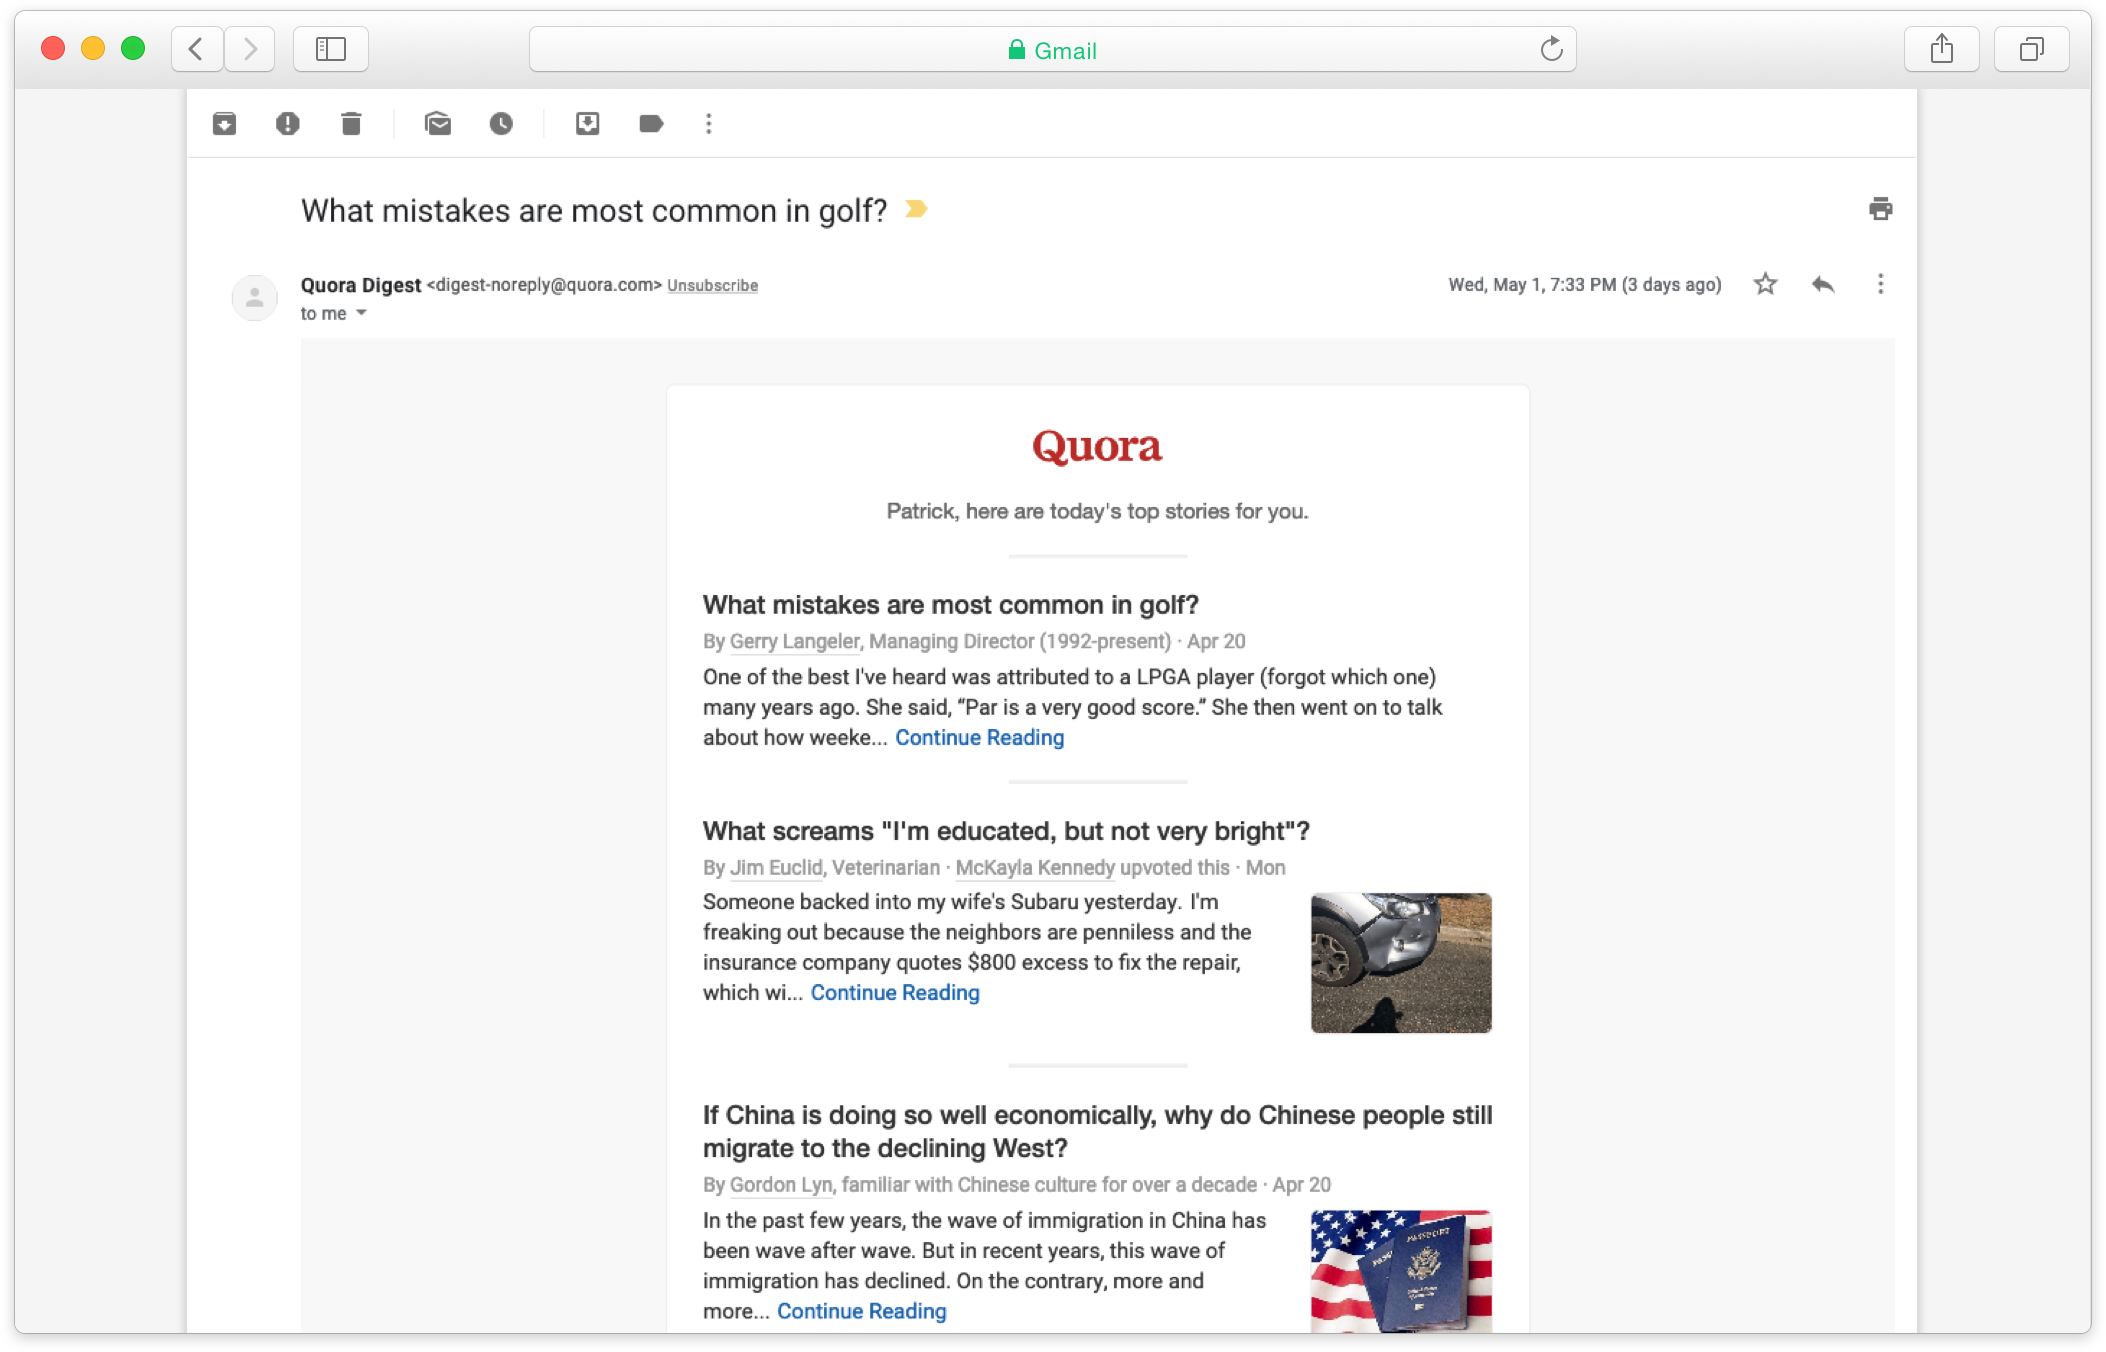 Gmail
What mistakes are most common in golf?
Quora Digest <digest-noreply@quora.com> Unsubscribe
Wed, May 1, 7:33 PM (3 days ago)
to me
Quora
Patrick, here are today's top stories for you.
What mistakes are most common in golf?
By Gerry Langeler, Managing Director (1992-present) · Apr 20
One of the best I've heard was attributed to a LPGA player (forgot which one)
many years ago. She said, “Par is a very good score.” She then went on to talk
about how weeke... Continue Reading
What screams "I'm educated, but not very bright"?
By Jim Euclid, Veterinarian · McKayla Kennedy upvoted this · Mon
Someone backed into my wife's Subaru yesterday. I'm
freaking out because the neighbors are penniless and the
insurance company quotes $800 excess to fix the repair,
which wi... Continue Reading
If China is doing so well economically, why do Chinese people still
migrate to the declining West?
By Gordon Lyn, familiar with Chinese culture for over a decade · Apr 20
In the past few years, the wave of immigration in China has
been wave after wave. But in recent years, this wave of
immigration has declined. On the contrary, more and
more... Continue Reading
PASSPORT